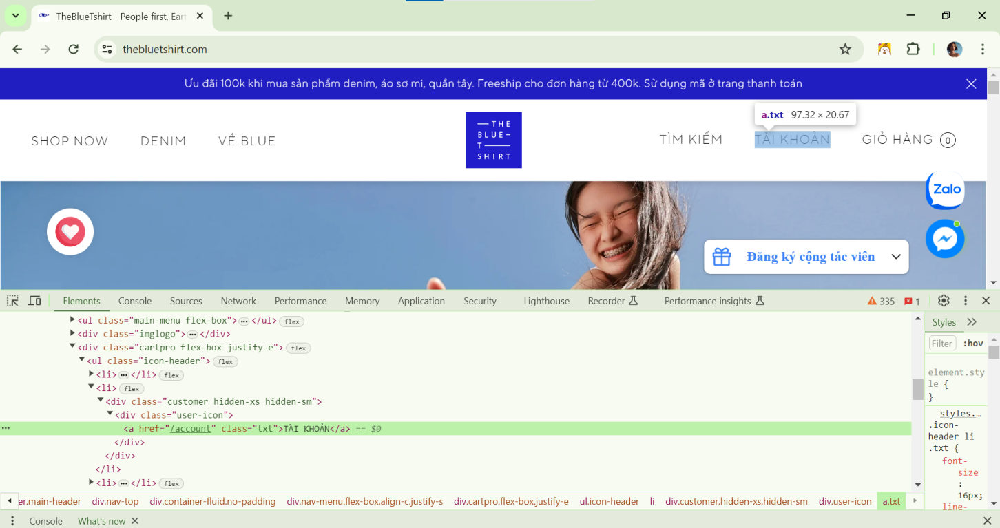 TheBlueTshirt - People first, Eart
thebluetshirt.com
Ưu đãi 100k khi mua sản phẩm denim, áo sơ mi, quần tây. Freeship cho đơn hàng từ 400k. Sử dụng mã ở trang thanh toán
a.txt 97.32 × 20.67
SHOP NOW DENIM VỀ BLUE
THE
BLUE
T
SHIRT
TÌM KIẾM TÀI KHOẢN GIỎ HÀNG 0
Zalo
Đăng ký cộng tác viên
Elements Console Sources Network Performance Memory Application Security Lighthouse Recorder Performance insights 335 1
<ul class="main-menu flex-box">…</ul> flex
<div class="imglogo">…</div>
<div class="cartpro flex-box justify-e"> flex
<ul class="icon-header"> flex
<li>…</li> flex
<li> flex
<div class="customer hidden-xs hidden-sm">
<div class="user-icon">
<a href="/account" class="txt">TÀI KHOẢN</a> == $0
</div>
</div>
</li>
<li>…</li> flex
Styles
Filter :hov
element.sty
le {
}
styles.…
.icon-
header li
.txt {
font-
size
:
16px;
line-
er.main-header div.nav-top div.container-fluid.no-padding div.nav-menu.flex-box.align-c.justify-s div.cartpro.flex-box.justify-e ul.icon-header li div.customer.hidden-xs.hidden-sm div.user-icon a.txt
Console What's new